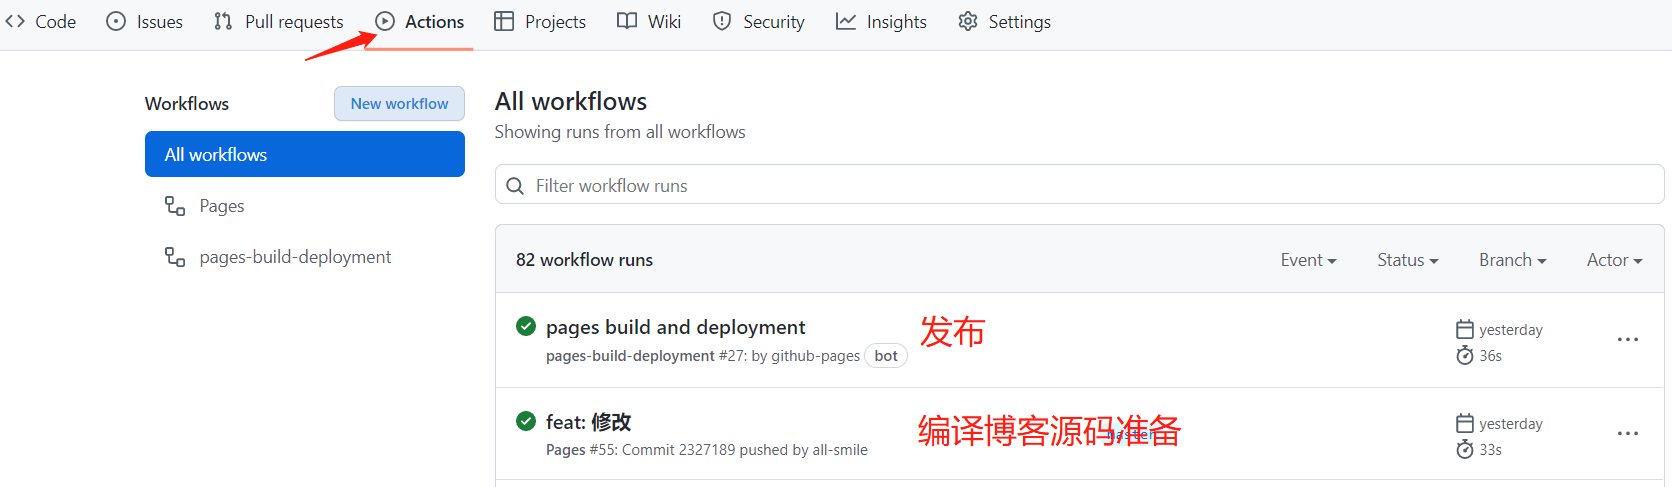 Code Issues Pull requests Actions Projects Wiki Security Insights Settings
Workflows
New workflow
All workflows
Pages
pages-build-deployment
All workflows
Showing runs from all workflows
Filter workflow runs
82 workflow runs
Event Status Branch Actor
pages build and deployment
发布
pages-build-deployment #27: by github-pages bot
yesterday
36s
feat: 修改
编译博客源码准备
master
Pages #55: Commit 2327189 pushed by all-smile
yesterday
33s